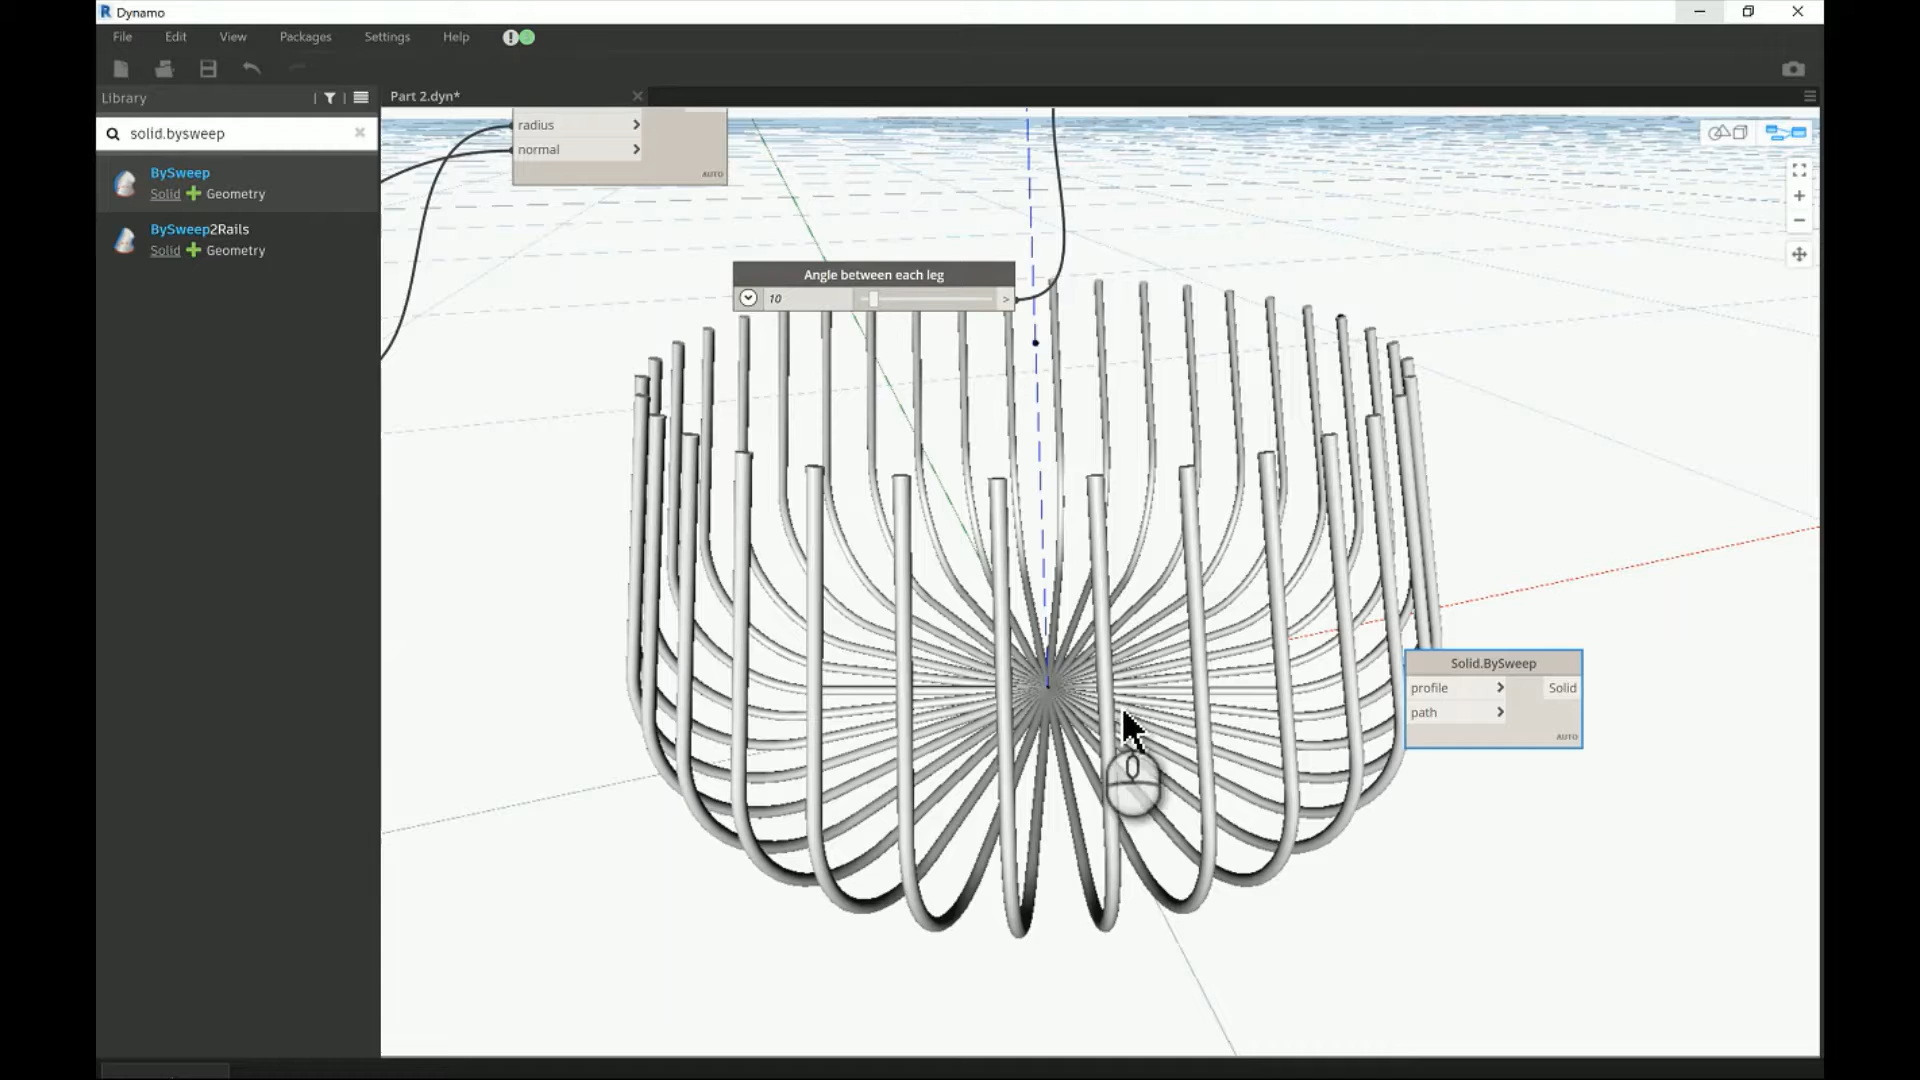 Dynamo
File Edit View Packages Settings Help
Library
Part 2.dyn*
solid.bysweep
BySweep
Solid Geometry
BySweep2Rails
Solid Geometry
radius >
normal >
AUTO
Angle between each leg
10 >
Solid.BySweep
profile > Solid
path >
AUTO